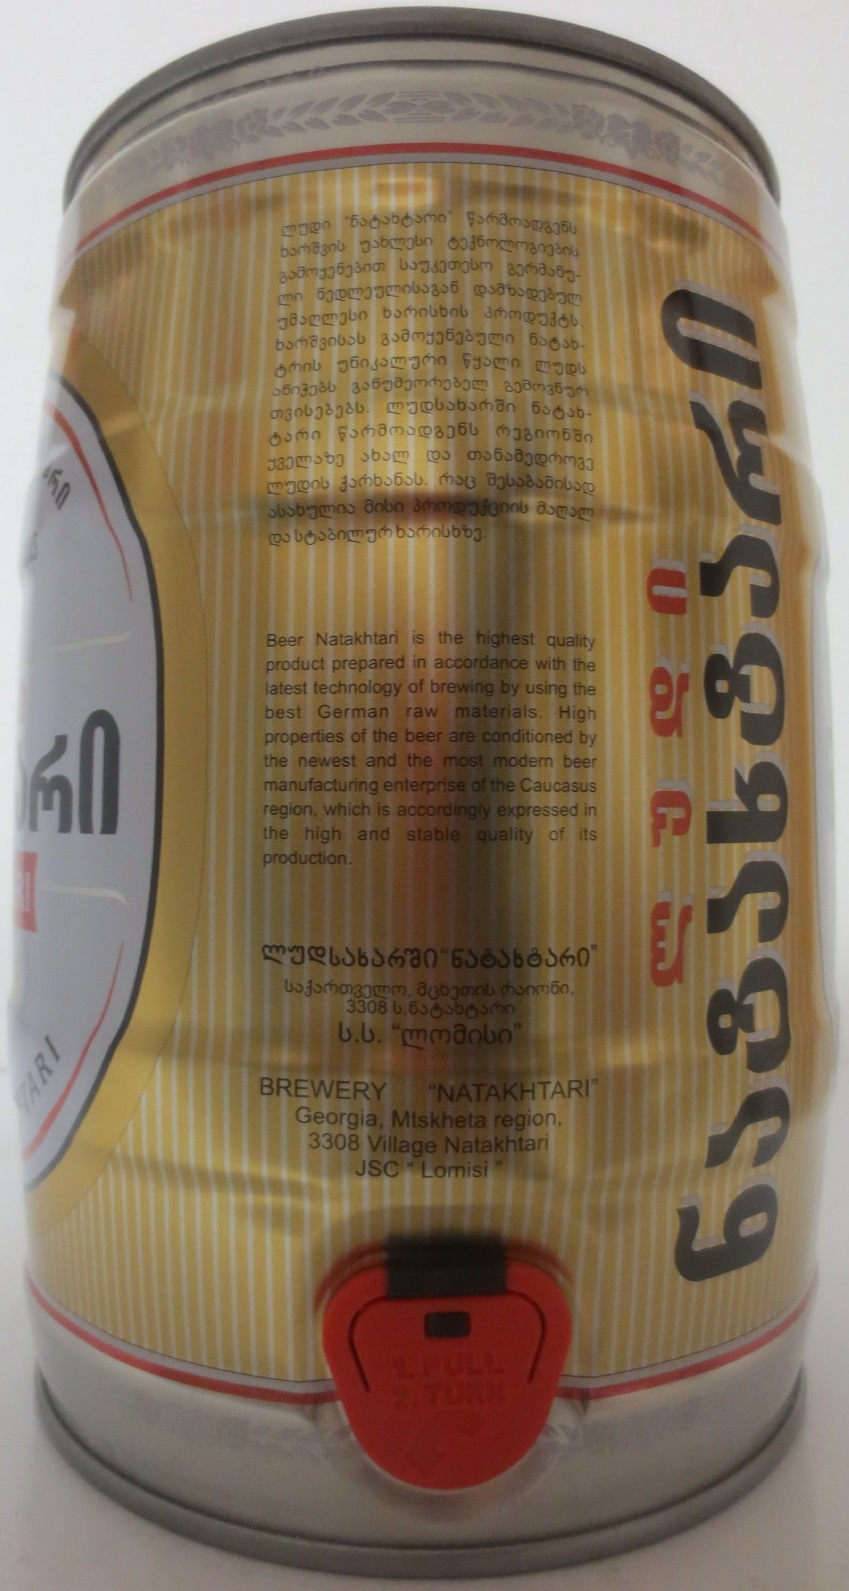 ლუდი "ნატახტარი" წარმოადგენს
ხარშვის უახლესი ტექნოლოგიების
გამოყენებით საუკეთესო გერმანუ-
ლი ნედლეულისაგან დამზადებულ
უმაღლესი ხარისხის პროდუქტს.
ხარშვისას გამოყენებული ნატახ-
ტრის უნიკალური წყალი ლუდს
ანიჭებს განუმეორებელ გემოვნურ
თვისებებს. ლუდსახარში ნატახ-
ტარი წარმოადგენს რეგიონში
ყველაზე ახალ და თანამედროვე
ლუდის ქარხანას. რაც შესაბამისად
ასახულია მისი პროდუქციის მაღალ
და სტაბილურ ხარისხზე.
Beer Natakhtari is the highest quality
product prepared in accordance with the
latest technology of brewing by using the
best German raw materials. High
properties of the beer are conditioned by
the newest and the most modern beer
manufacturing enterprise of the Caucasus
region, which is accordingly expressed in
the high and stable quality of its
production.
ლუდსახარში "ნატახტარი"
საქართველო, მცხეთის რაიონი,
3308 ს.ნატახტარი
ს.ს. "ლომისი"
BREWERY "NATAKHTARI"
Georgia, Mtskheta region,
3308 Village Natakhtari
JSC " Lomisi "
ლუდი
ნატახტარი
1. PULL
2. TURN